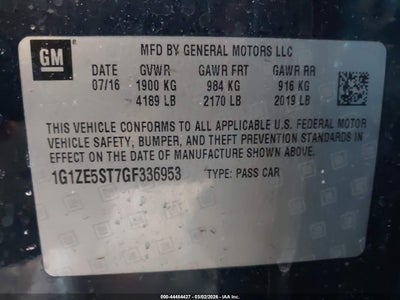 GM
MFD BY GENERAL MOTORS LLC
DATE GVWR GAWR FRT GAWR RR
07/16 1900 KG 984 KG 916 KG
4189 LB 2170 LB 2019 LB
THIS VEHICLE CONFORMS TO ALL APPLICABLE U.S. FEDERAL MOTOR
VEHICLE SAFETY, BUMPER, AND THEFT PREVENTION STANDARDS
IN EFFECT ON THE DATE OF MANUFACTURE SHOWN ABOVE.
1G1ZE5ST7GF336953 TYPE: PASS CAR
000-44484427 - 03/02/2026 -